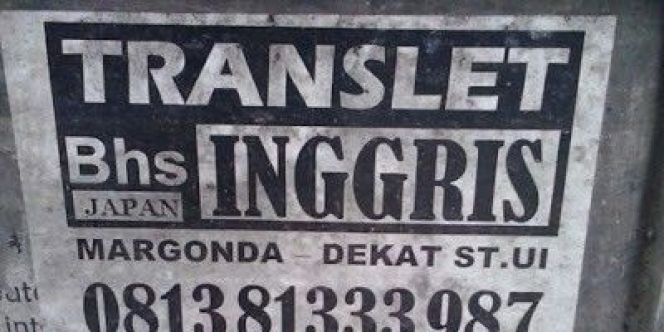 TRANSLET
Bhs INGGRIS
JAPAN
MARGONDA - DEKAT ST.UI
0813 81333 987